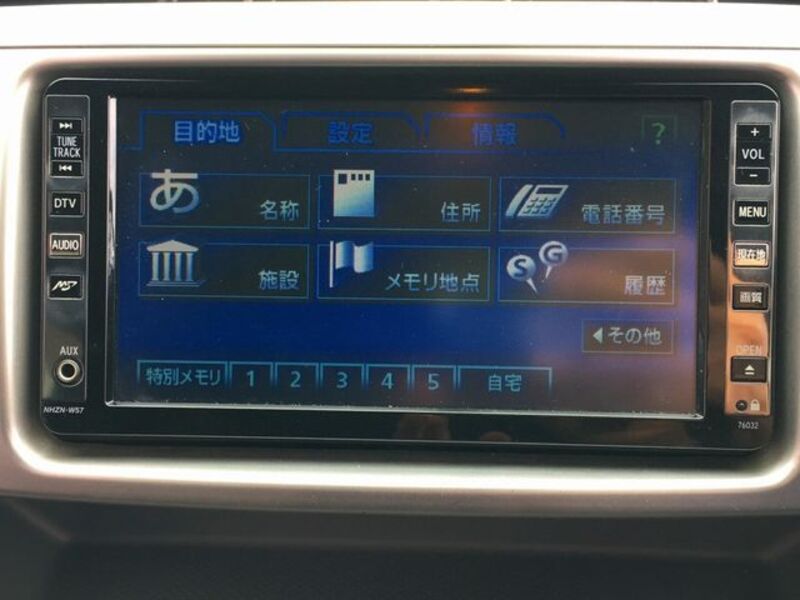 目的地 設定 情報 ?
あ 名称 住所 電話番号
施設 メモリ地点 S G 履歴
その他
特別メモリ 1 2 3 4 5 自宅
TUNE
TRACK
DTV
AUDIO
AUX
NHZN-W57
+
VOL
-
MENU
現在地
画質
OPEN
76032